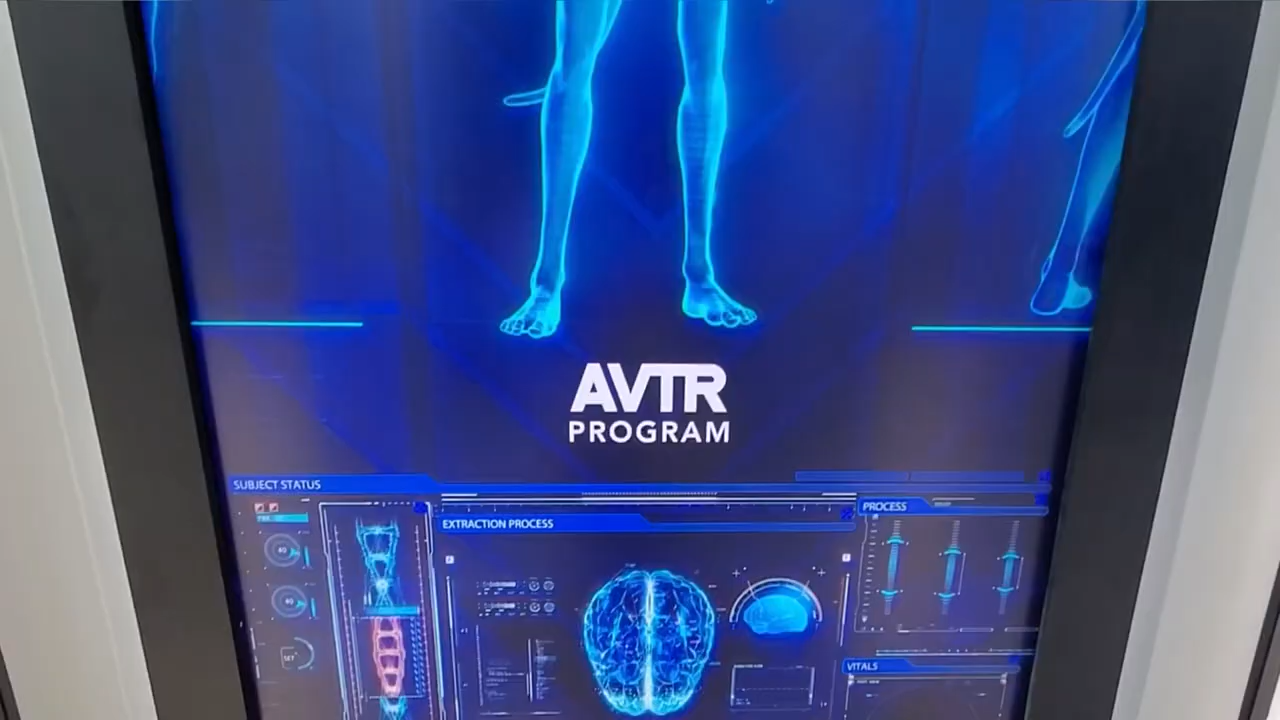 AVTR
PROGRAM
SUBJECT STATUS
EXTRACTION PROCESS
PROCESS
VITALS